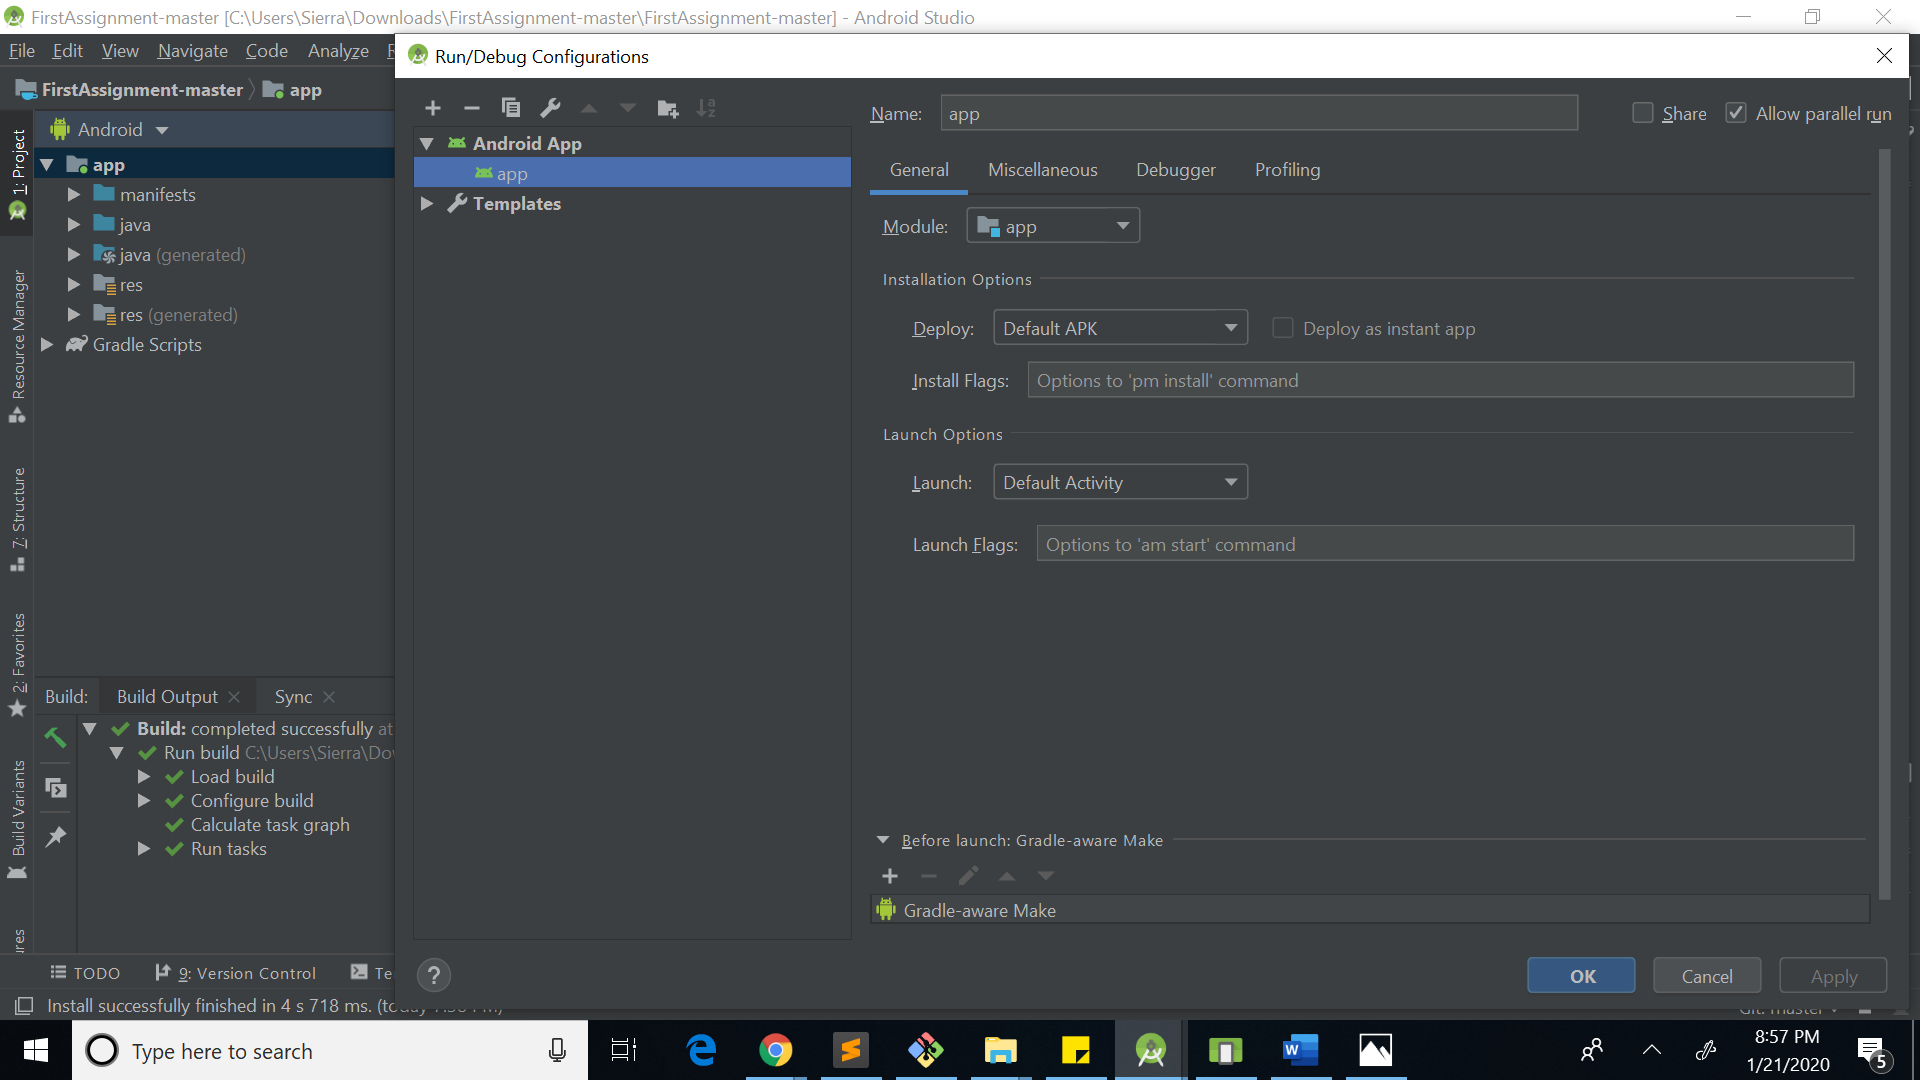 FirstAssignment-master [C:\Users\Sierra\Downloads\FirstAssignment-master\FirstAssignment-master] - Android Studio
File Edit View Navigate Code Analyze
Run/Debug Configurations
FirstAssignment-master app
Name: app
Share
Allow parallel run
Android
1: Project
app
manifests
java
java (generated)
res
res (generated)
Gradle Scripts
Resource Manager
7: Structure
2: Favorites
Build Variants
Android App
app
Templates
General Miscellaneous Debugger Profiling
Module: app
Installation Options
Deploy: Default APK
Deploy as instant app
Install Flags: Options to 'pm install' command
Launch Options
Launch: Default Activity
Launch Flags: Options to 'am start' command
Before launch: Gradle-aware Make
Gradle-aware Make
Build: Build Output Sync
Build: completed successfully at
Run build C:\Users\Sierra\Do
Load build
Configure build
Calculate task graph
Run tasks
TODO 9: Version Control Te
?
OK Cancel Apply
Install successfully finished in 4 s 718 ms.
Git: master
Type here to search
8:57 PM
1/21/2020
5